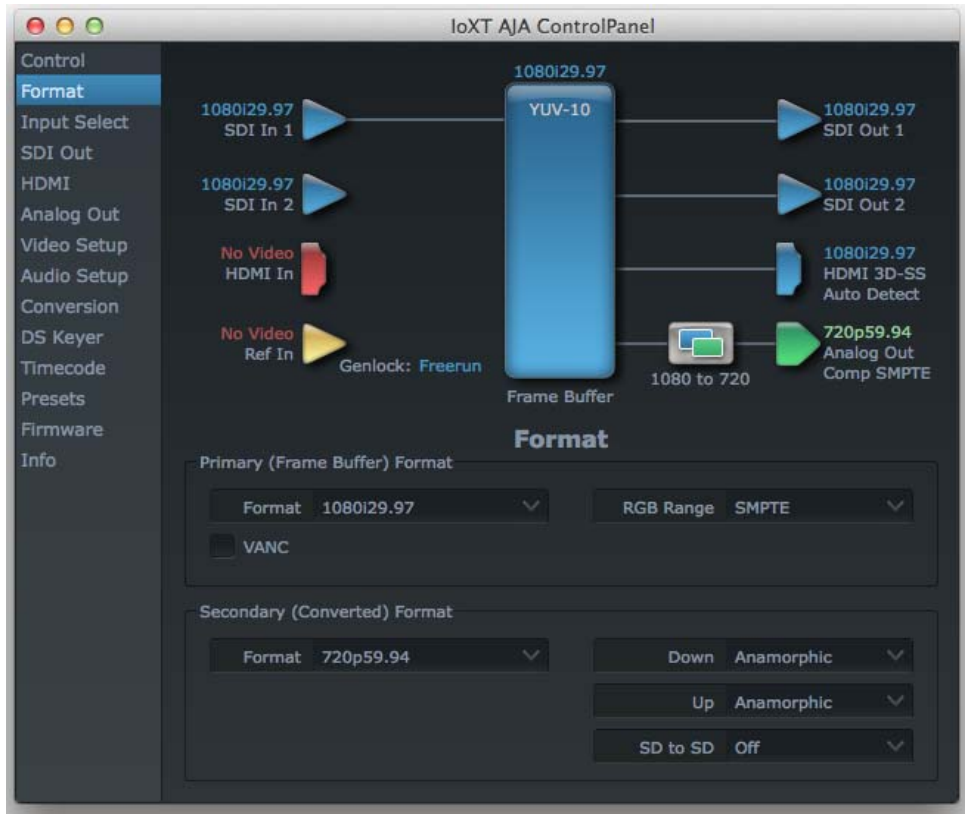 IoXT AJA ControlPanel
Control
Format
Input Select
SDI Out
HDMI
Analog Out
Video Setup
Audio Setup
Conversion
DS Keyer
Timecode
Presets
Firmware
Info
1080i29.97
YUV-10
Frame Buffer
1080i29.97
SDI In 1
1080i29.97
SDI In 2
No Video
HDMI In
No Video
Ref In
Genlock: Freerun
1080i29.97
SDI Out 1
1080i29.97
SDI Out 2
1080i29.97
HDMI 3D-SS
Auto Detect
1080 to 720
720p59.94
Analog Out
Comp SMPTE
Format
Primary (Frame Buffer) Format
Format 1080i29.97
RGB Range SMPTE
VANC
Secondary (Converted) Format
Format 720p59.94
Down Anamorphic
Up Anamorphic
SD to SD Off